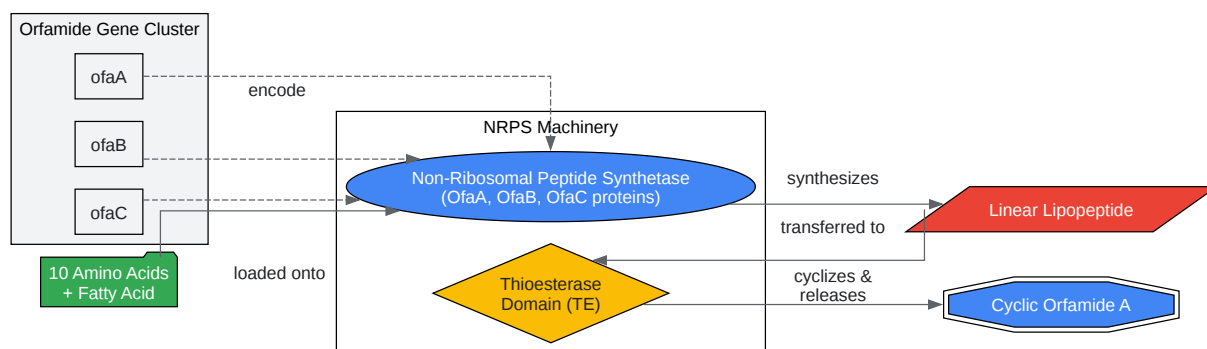 Orfamide Gene Cluster
ofaA
encode
ofaB
ofaC
NRPS Machinery
Non-Ribosomal Peptide Synthetase
(OfaA, OfaB, OfaC proteins)
synthesizes
Linear Lipopeptide
transferred to
10 Amino Acids
+ Fatty Acid
loaded onto
Thioesterase
Domain (TE)
cyclizes &
releases
Cyclic Orfamide A